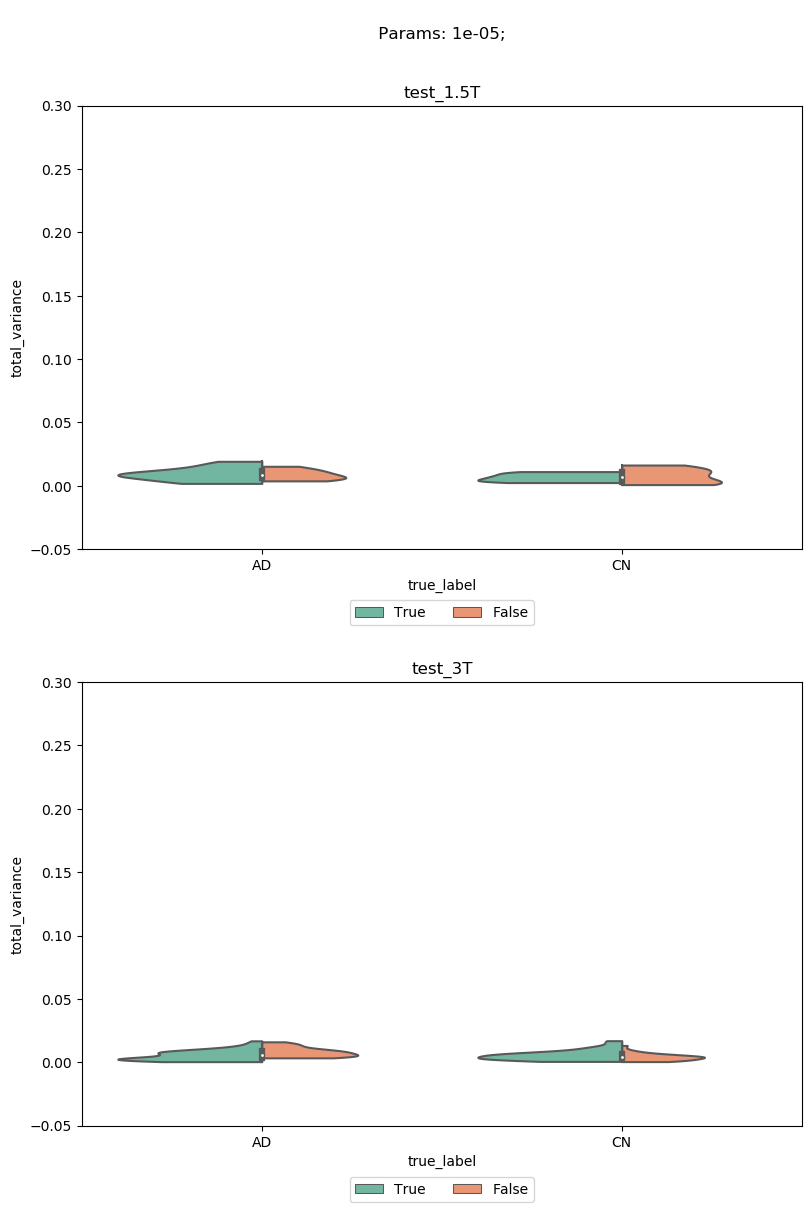 Params: 1e-05;
test_1.5T
0.30
0.25
0.20
0.15
0.10
0.05
0.00
−0.05
total_variance
AD CN
true_label
True False
test_3T
0.30
0.25
0.20
0.15
0.10
0.05
0.00
−0.05
total_variance
AD CN
true_label
True False